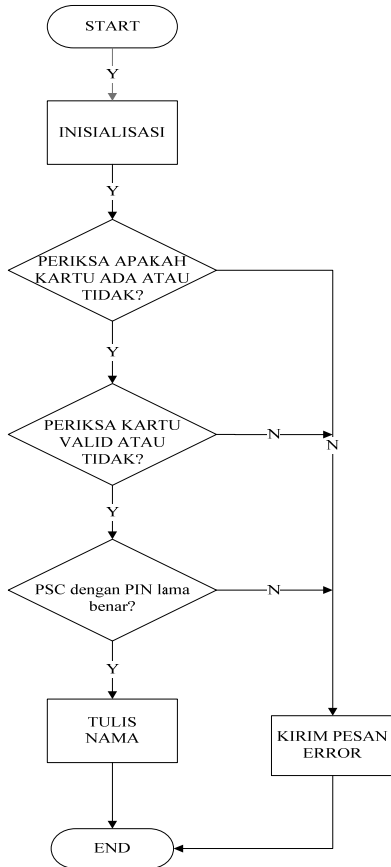 START
Y
INISIALISASI
Y
PERIKSA APAKAH
KARTU ADA ATAU
TIDAK?
Y
PERIKSA KARTU
VALID ATAU
TIDAK?
N
N
Y
PSC dengan PIN lama
benar?
N
Y
TULIS
NAMA
KIRIM PESAN
ERROR
END